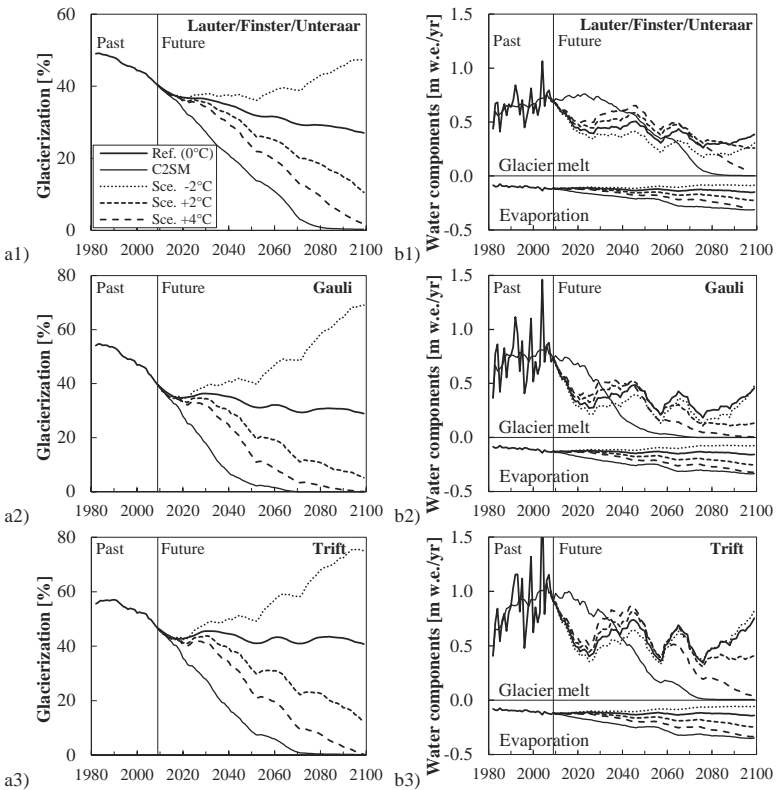 60
Lauter/Finster/Unteraar
Past
Future
40
20
0
Glacierization [%]
Ref. (0°C)
C2SM
Sce. -2°C
Sce. +2°C
Sce. +4°C
1980 2000 2020 2040 2060 2080 2100
a1)
1.5
Lauter/Finster/Unteraar
Past
Future
1.0
0.5
0.0
-0.5
Water components [m w.e./yr]
Glacier melt
Evaporation
1980 2000 2020 2040 2060 2080 2100
b1)
80
Past
Future
Gauli
60
40
20
0
Glacierization [%]
1980 2000 2020 2040 2060 2080 2100
a2)
1.5
Past
Future
Gauli
1.0
0.5
0.0
-0.5
Water components [m w.e./yr]
Glacier melt
Evaporation
1980 2000 2020 2040 2060 2080 2100
b2)
80
Past
Future
Trift
60
40
20
0
Glacierization [%]
1980 2000 2020 2040 2060 2080 2100
a3)
1.5
Past
Future
Trift
1.0
0.5
0.0
-0.5
Water components [m w.e./yr]
Glacier melt
Evaporation
1980 2000 2020 2040 2060 2080 2100
b3)